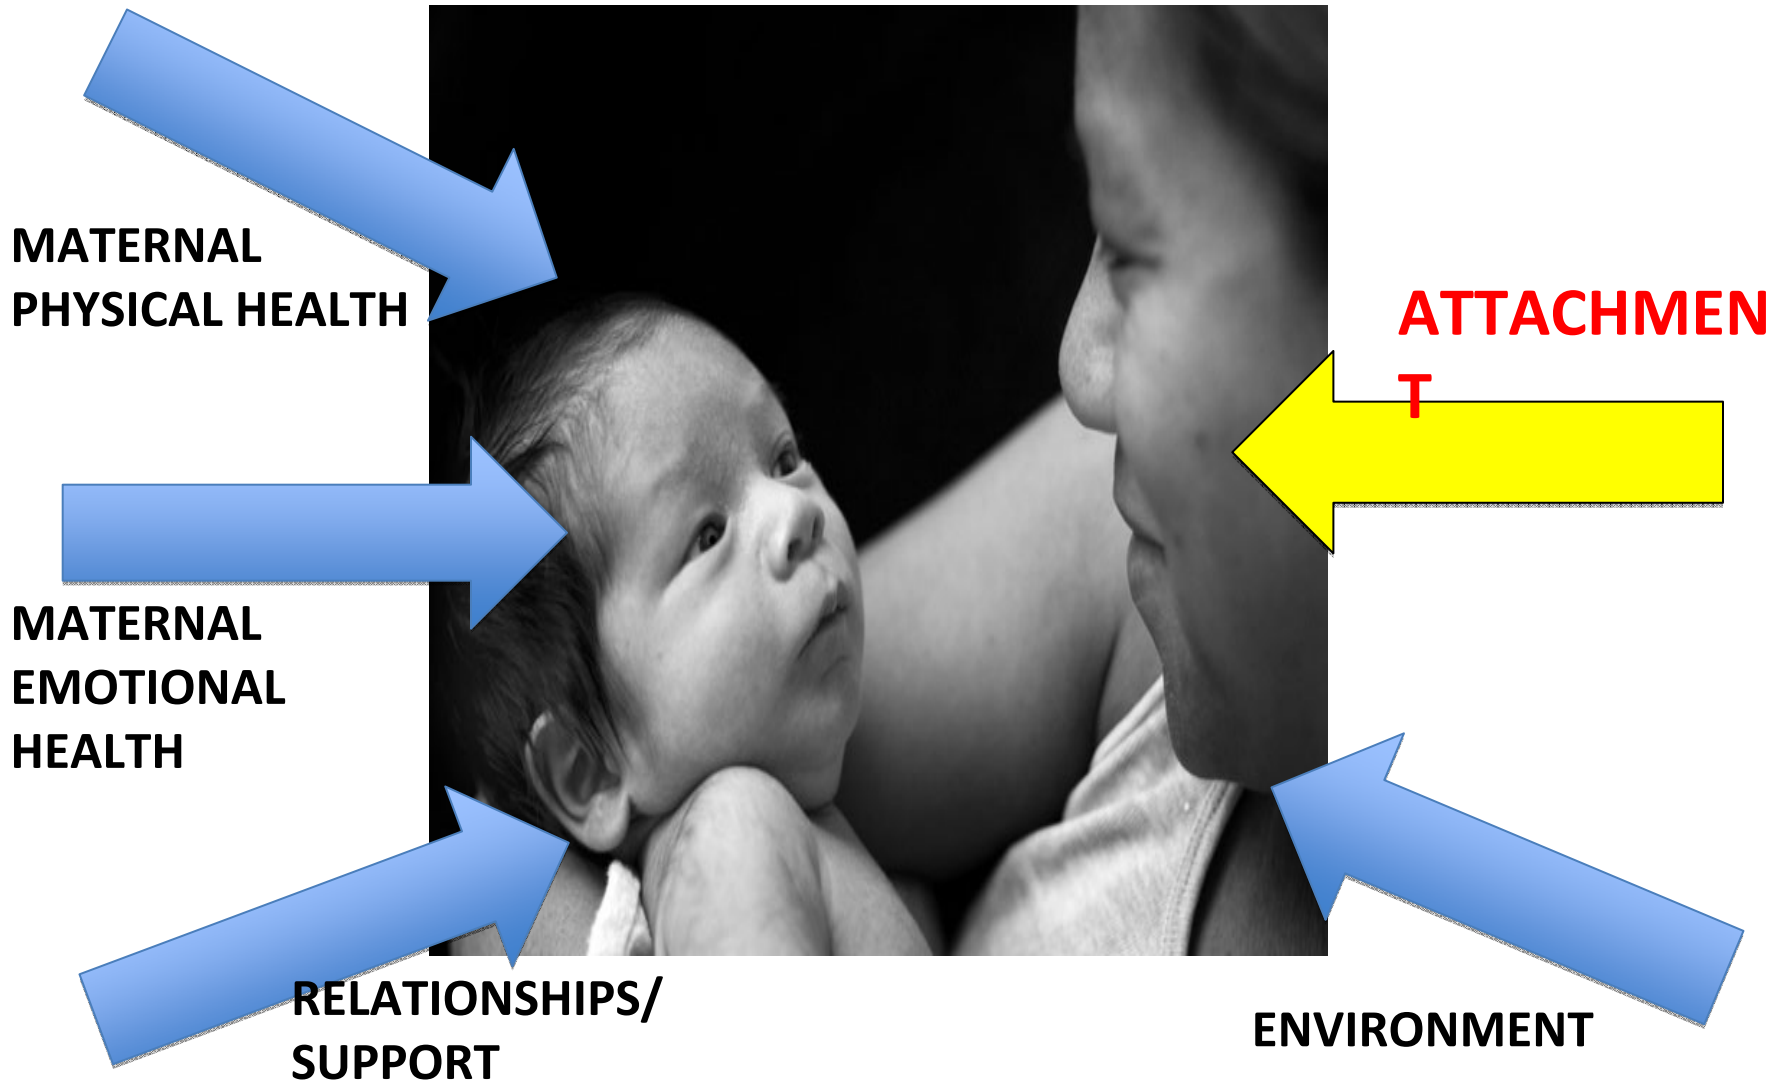 MATERNAL
PHYSICAL HEALTH
ATTACHMEN
T
MATERNAL
EMOTIONAL
HEALTH
RELATIONSHIPS/
SUPPORT
ENVIRONMENT